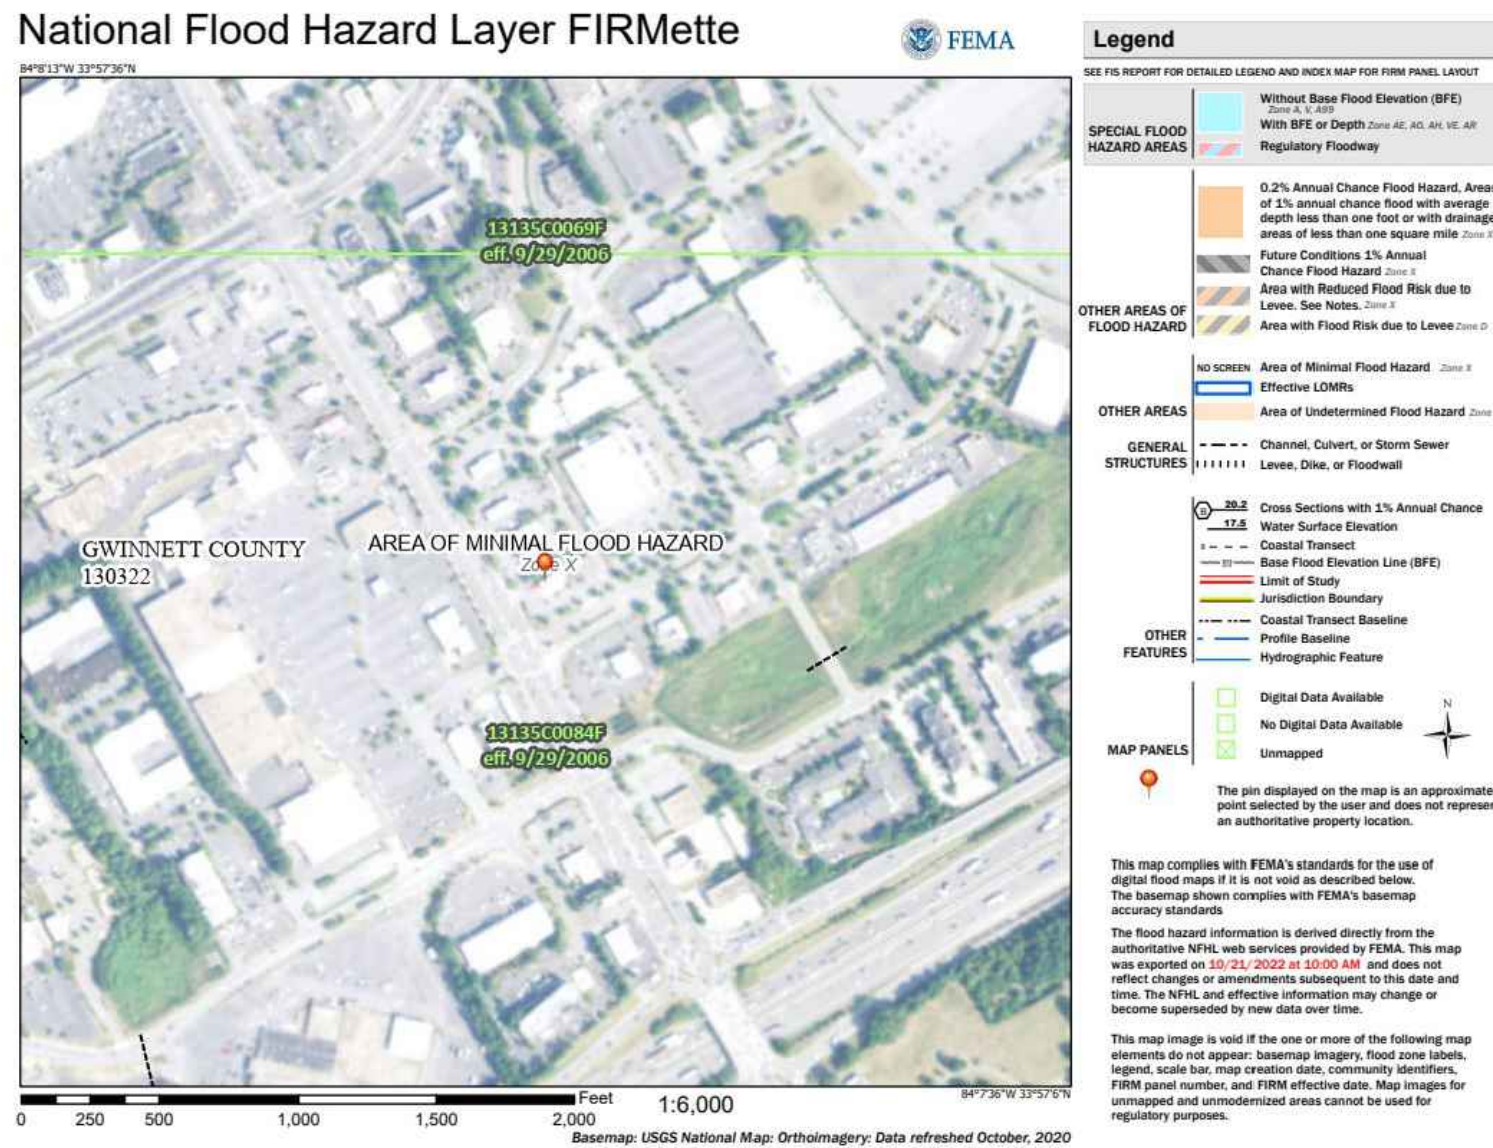 National Flood Hazard Layer FIRMette
FEMA
84°8'13"W 33°57'36"N
13135C0069F
eff. 9/29/2006
GWINNETT COUNTY
130322
AREA OF MINIMAL FLOOD HAZARD
Zone X
13135C0084F
eff. 9/29/2006
84°7'36"W 33°57'6"N
0 250 500 1,000 1,500 2,000
Feet
1:6,000
Basemap: USGS National Map: Orthoimagery: Data refreshed October, 2020
Legend
SEE FIS REPORT FOR DETAILED LEGEND AND INDEX MAP FOR FIRM PANEL LAYOUT
SPECIAL FLOOD
HAZARD AREAS
Without Base Flood Elevation (BFE)
Zone A, V, A99
With BFE or Depth Zone AE, AO, AH, VE, AR
Regulatory Floodway
OTHER AREAS OF
FLOOD HAZARD
0.2% Annual Chance Flood Hazard, Areas
of 1% annual chance flood with average
depth less than one foot or with drainage
areas of less than one square mile Zone X
Future Conditions 1% Annual
Chance Flood Hazard Zone X
Area with Reduced Flood Risk due to
Levee. See Notes. Zone X
Area with Flood Risk due to Levee Zone D
OTHER AREAS
NO SCREEN Area of Minimal Flood Hazard Zone X
Effective LOMRs
Area of Undetermined Flood Hazard Zone
GENERAL
STRUCTURES
Channel, Culvert, or Storm Sewer
Levee, Dike, or Floodwall
OTHER
FEATURES
B 20.2 Cross Sections with 1% Annual Chance
17.5 Water Surface Elevation
8 Coastal Transect
513 Base Flood Elevation Line (BFE)
Limit of Study
Jurisdiction Boundary
Coastal Transect Baseline
Profile Baseline
Hydrographic Feature
MAP PANELS
Digital Data Available
No Digital Data Available
Unmapped
N
The pin displayed on the map is an approximate
point selected by the user and does not represen
an authoritative property location.
This map complies with FEMA's standards for the use of
digital flood maps if it is not void as described below.
The basemap shown complies with FEMA's basemap
accuracy standards
The flood hazard information is derived directly from the
authoritative NFHL web services provided by FEMA. This map
was exported on 10/21/2022 at 10:00 AM and does not
reflect changes or amendments subsequent to this date and
time. The NFHL and effective information may change or
become superseded by new data over time.
This map image is void if the one or more of the following map
elements do not appear: basemap imagery, flood zone labels,
legend, scale bar, map creation date, community identifiers,
FIRM panel number, and FIRM effective date. Map images for
unmapped and unmodernized areas cannot be used for
regulatory purposes.